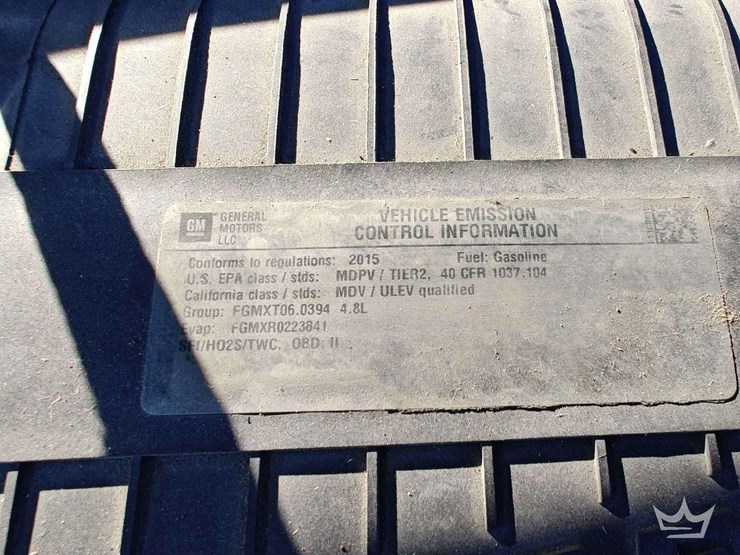 GM
GENERAL
MOTORS
LLC
VEHICLE EMISSION
CONTROL INFORMATION
Conforms to regulations: 2015 Fuel: Gasoline
U.S. EPA class / stds: MDPV / TIER2, 40 CFR 1037.104
California class / stds: MDV / ULEV qualified
Group: FGMXT06.0394 4.8L
Evap: FGMXR0223841
SFI/HO2S/TWC, OBD: II